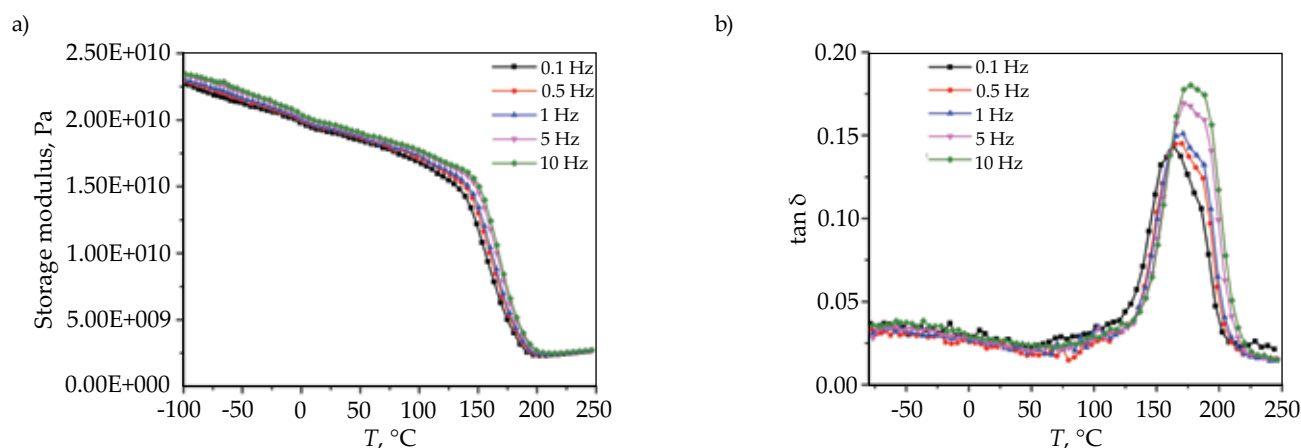 a)
2.50E+010
2.00E+010
1.50E+010
1.00E+010
5.00E+009
0.00E+000
Storage modulus, Pa
-100 -50 0 50 100 150 200 250
T, °C
0.1 Hz
0.5 Hz
1 Hz
5 Hz
10 Hz
b)
0.20
0.15
0.10
0.05
0.00
tan δ
-50 0 50 100 150 200 250
T, °C
0.1 Hz
0.5 Hz
1 Hz
5 Hz
10 Hz